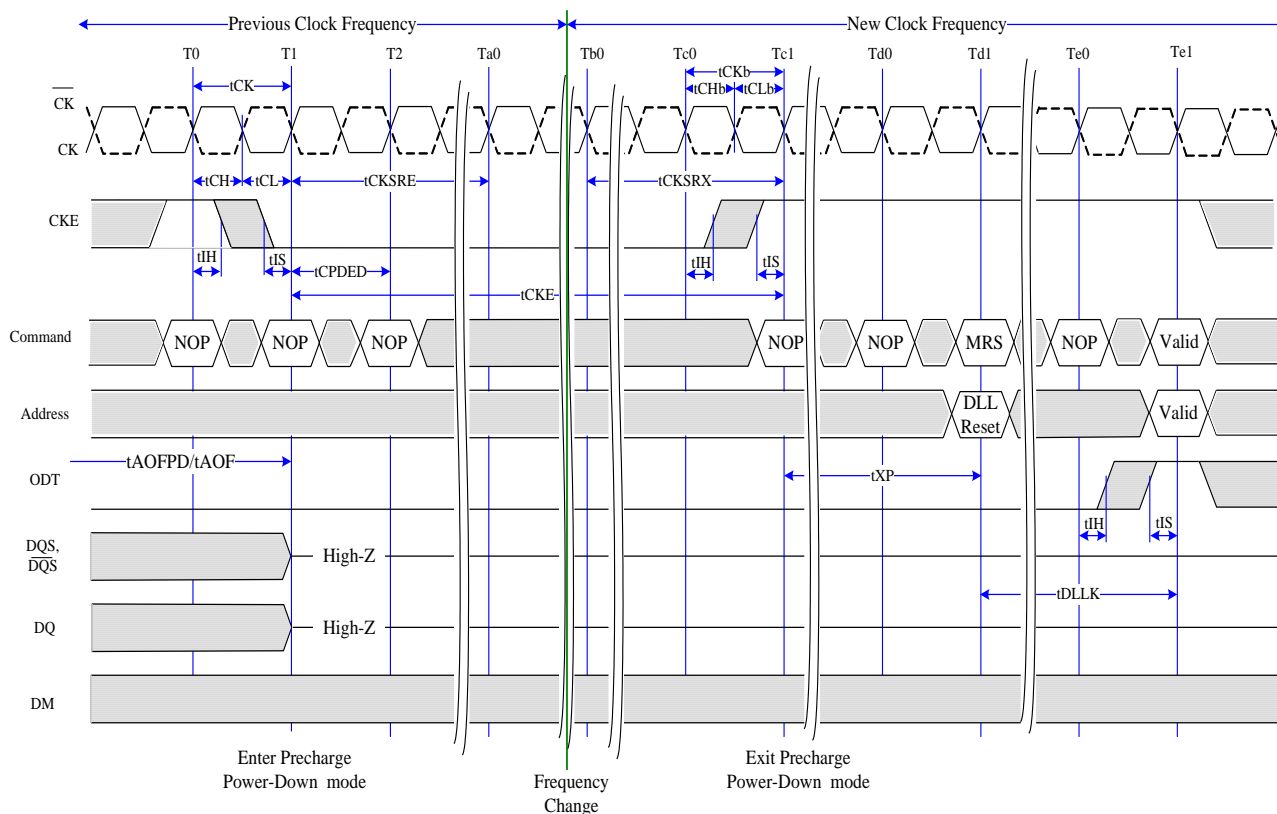 Previous Clock Frequency New Clock Frequency
T0 T1 T2 Ta0 Tb0 Tc0 Tc1 Td0 Td1 Te0 Te1
tCKb
tCK
tCHb tCLb
CK
CK
tCH tCL tCKSRE tCKSRX
CKE
tIH tIS tCPDED tIH tIS
tCKE
Command NOP NOP NOP NOP NOP MRS NOP Valid
Address DLL Reset Valid
tAOFPD/tAOF
ODT tXP
tIH tIS
DQS, DQS High-Z
tDLLK
DQ High-Z
DM
Enter Precharge Power-Down mode
Exit Precharge Power-Down mode
Frequency Change